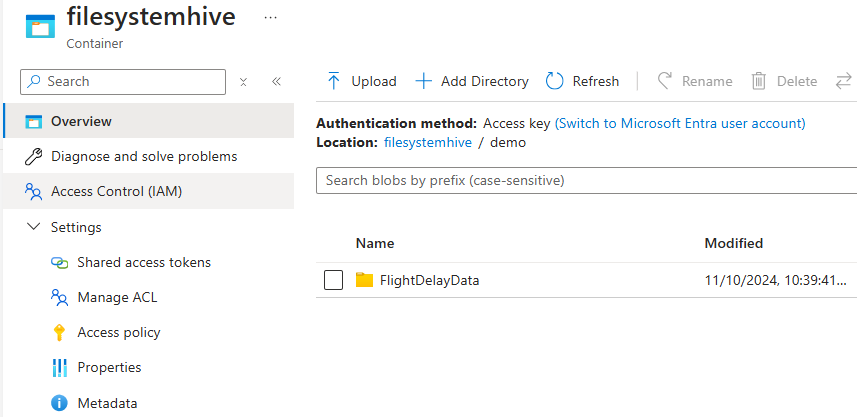 filesystemhive ...
Container
Search
Upload Add Directory Refresh Rename Delete
Overview
Diagnose and solve problems
Access Control (IAM)
Settings
Shared access tokens
Manage ACL
Access policy
Properties
Metadata
Authentication method: Access key (Switch to Microsoft Entra user account)
Location: filesystemhive / demo
Search blobs by prefix (case-sensitive)
Name Modified
FlightDelayData 11/10/2024, 10:39:41...